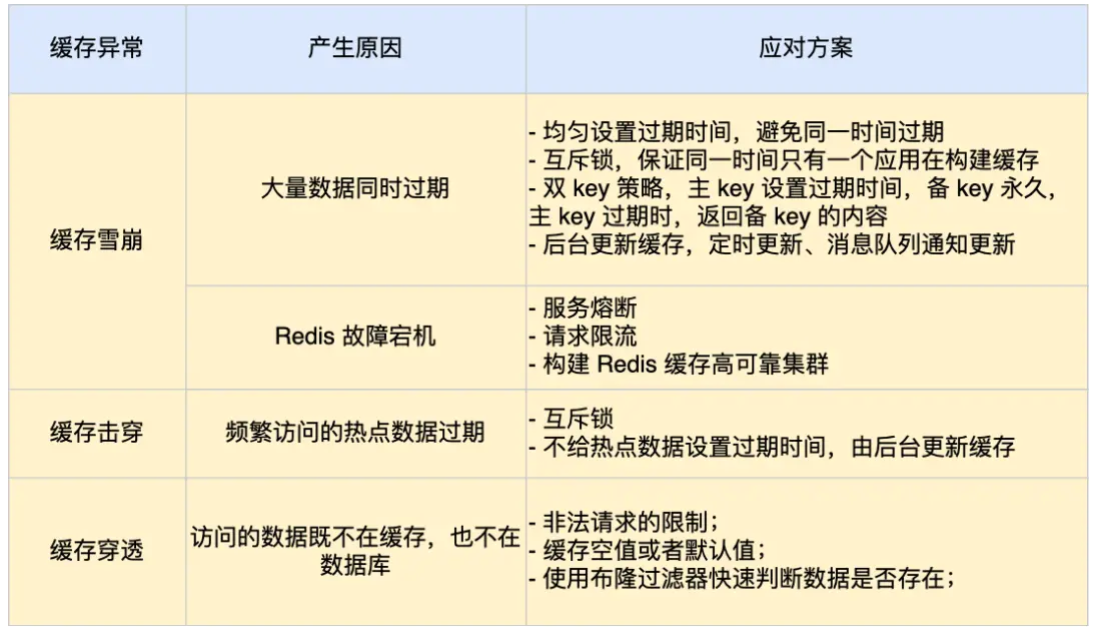 缓存异常
产生原因
应对方案
缓存雪崩
大量数据同时过期
- 均匀设置过期时间，避免同一时间过期
- 互斥锁，保证同一时间只有一个应用在构建缓存
- 双 key 策略，主 key 设置过期时间，备 key 永久，
主 key 过期时，返回备 key 的内容
- 后台更新缓存，定时更新、消息队列通知更新
Redis 故障宕机
- 服务熔断
- 请求限流
- 构建 Redis 缓存高可靠集群
缓存击穿
频繁访问的热点数据过期
- 互斥锁
- 不给热点数据设置过期时间，由后台更新缓存
缓存穿透
访问的数据既不在缓存，也不在
数据库
- 非法请求的限制；
- 缓存空值或者默认值；
- 使用布隆过滤器快速判断数据是否存在；